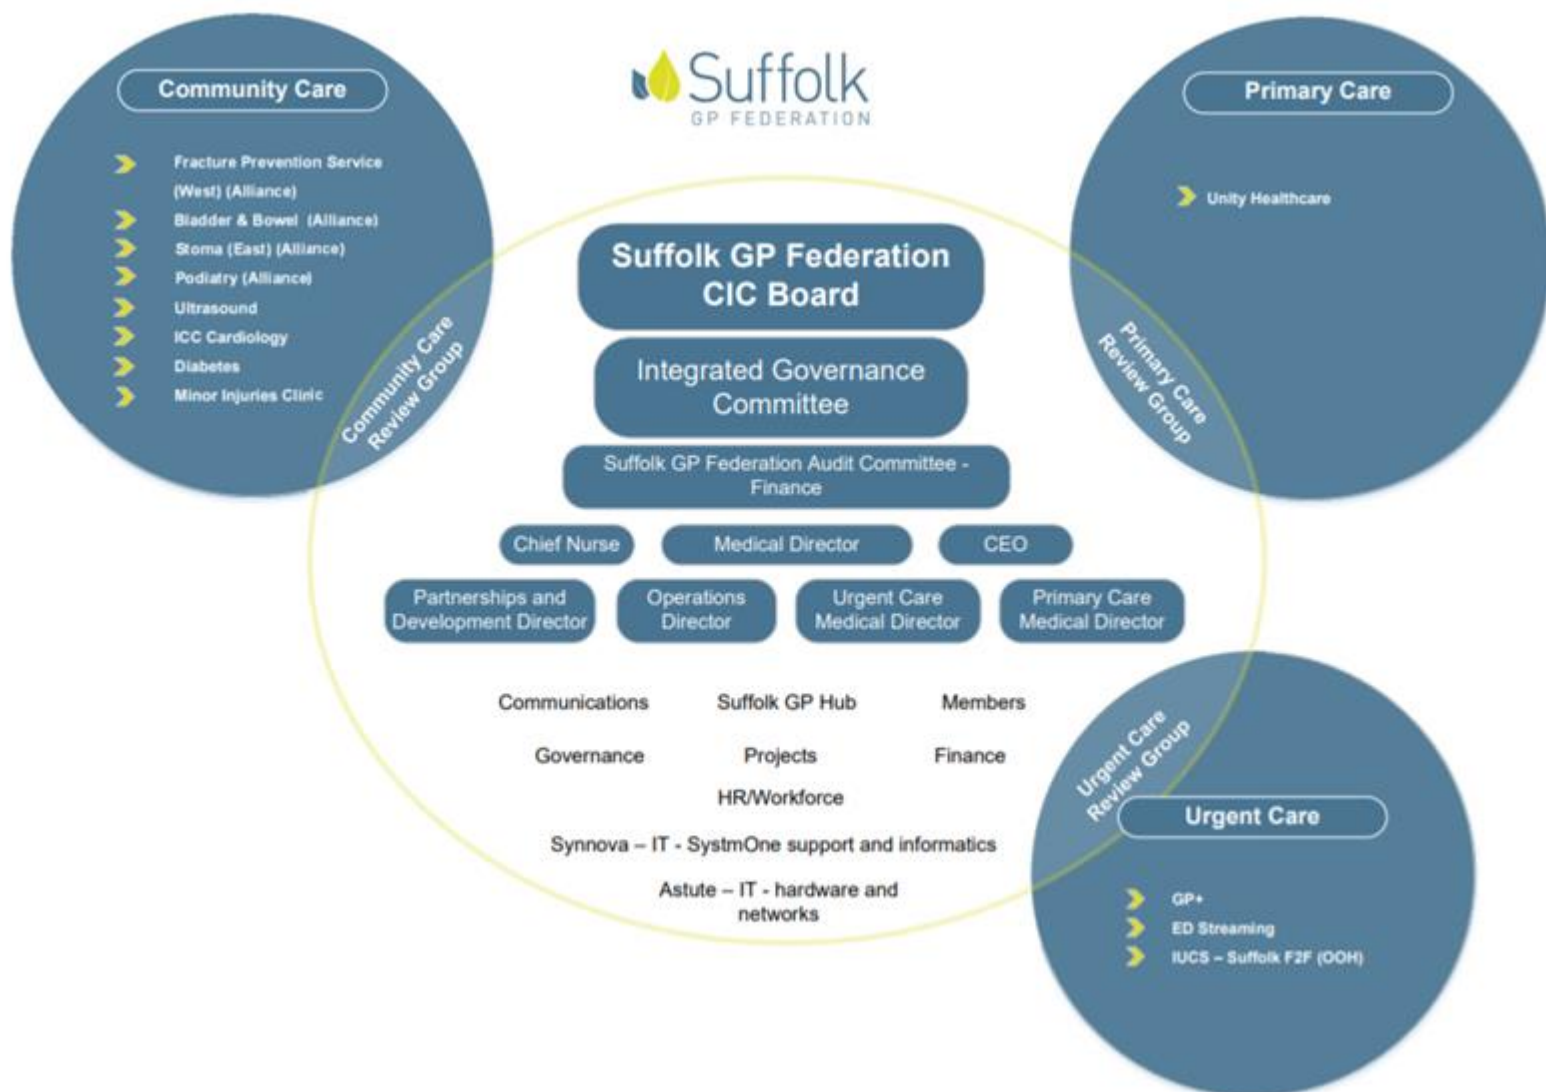 Suffolk
GP FEDERATION
Community Care
Fracture Prevention Service
(West) (Alliance)
Bladder & Bowel (Alliance)
Stoma (East) (Alliance)
Podiatry (Alliance)
Ultrasound
ICC Cardiology
Diabetes
Minor Injuries Clinic
Community Care
Review Group
Primary Care
Unity Healthcare
Primary Care
Review Group
Suffolk GP Federation
CIC Board
Integrated Governance
Committee
Suffolk GP Federation Audit Committee -
Finance
Chief Nurse
Medical Director
CEO
Partnerships and
Development Director
Operations
Director
Urgent Care
Medical Director
Primary Care
Medical Director
Communications
Suffolk GP Hub
Members
Governance
Projects
Finance
HR/Workforce
Synnova – IT - SystmOne support and informatics
Astute – IT - hardware and
networks
Urgent Care
Review Group
Urgent Care
GP+
ED Streaming
IUCS – Suffolk F2F (OOH)